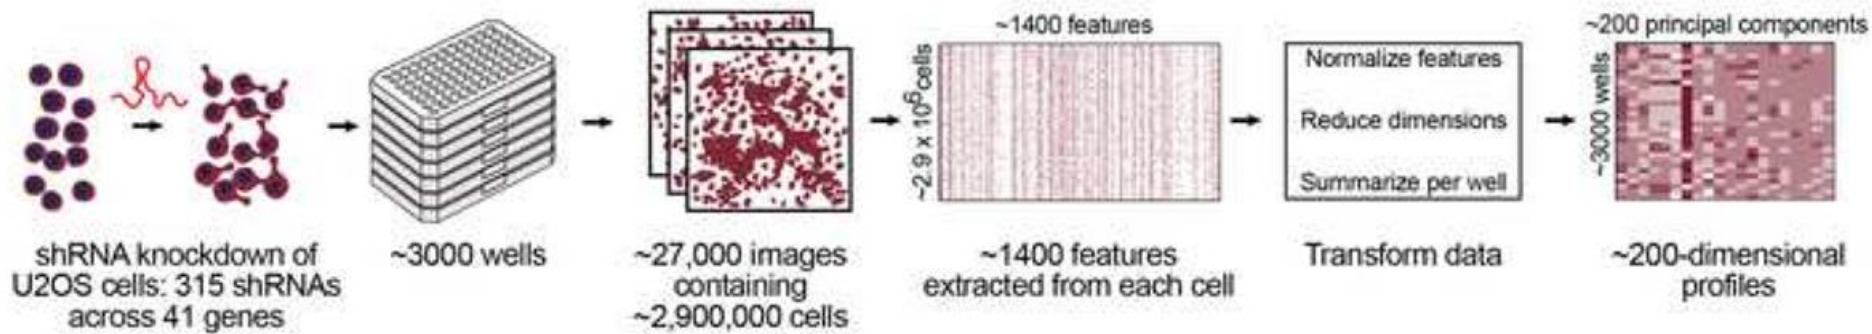 shRNA knockdown of
U2OS cells: 315 shRNAs
across 41 genes
~3000 wells
~27,000 images
containing
~2,900,000 cells
~1400 features
~2.9 x 10⁶ cells
~1400 features
extracted from each cell
Normalize features
Reduce dimensions
Summarize per well
Transform data
~200 principal components
~3000 wells
~200-dimensional
profiles